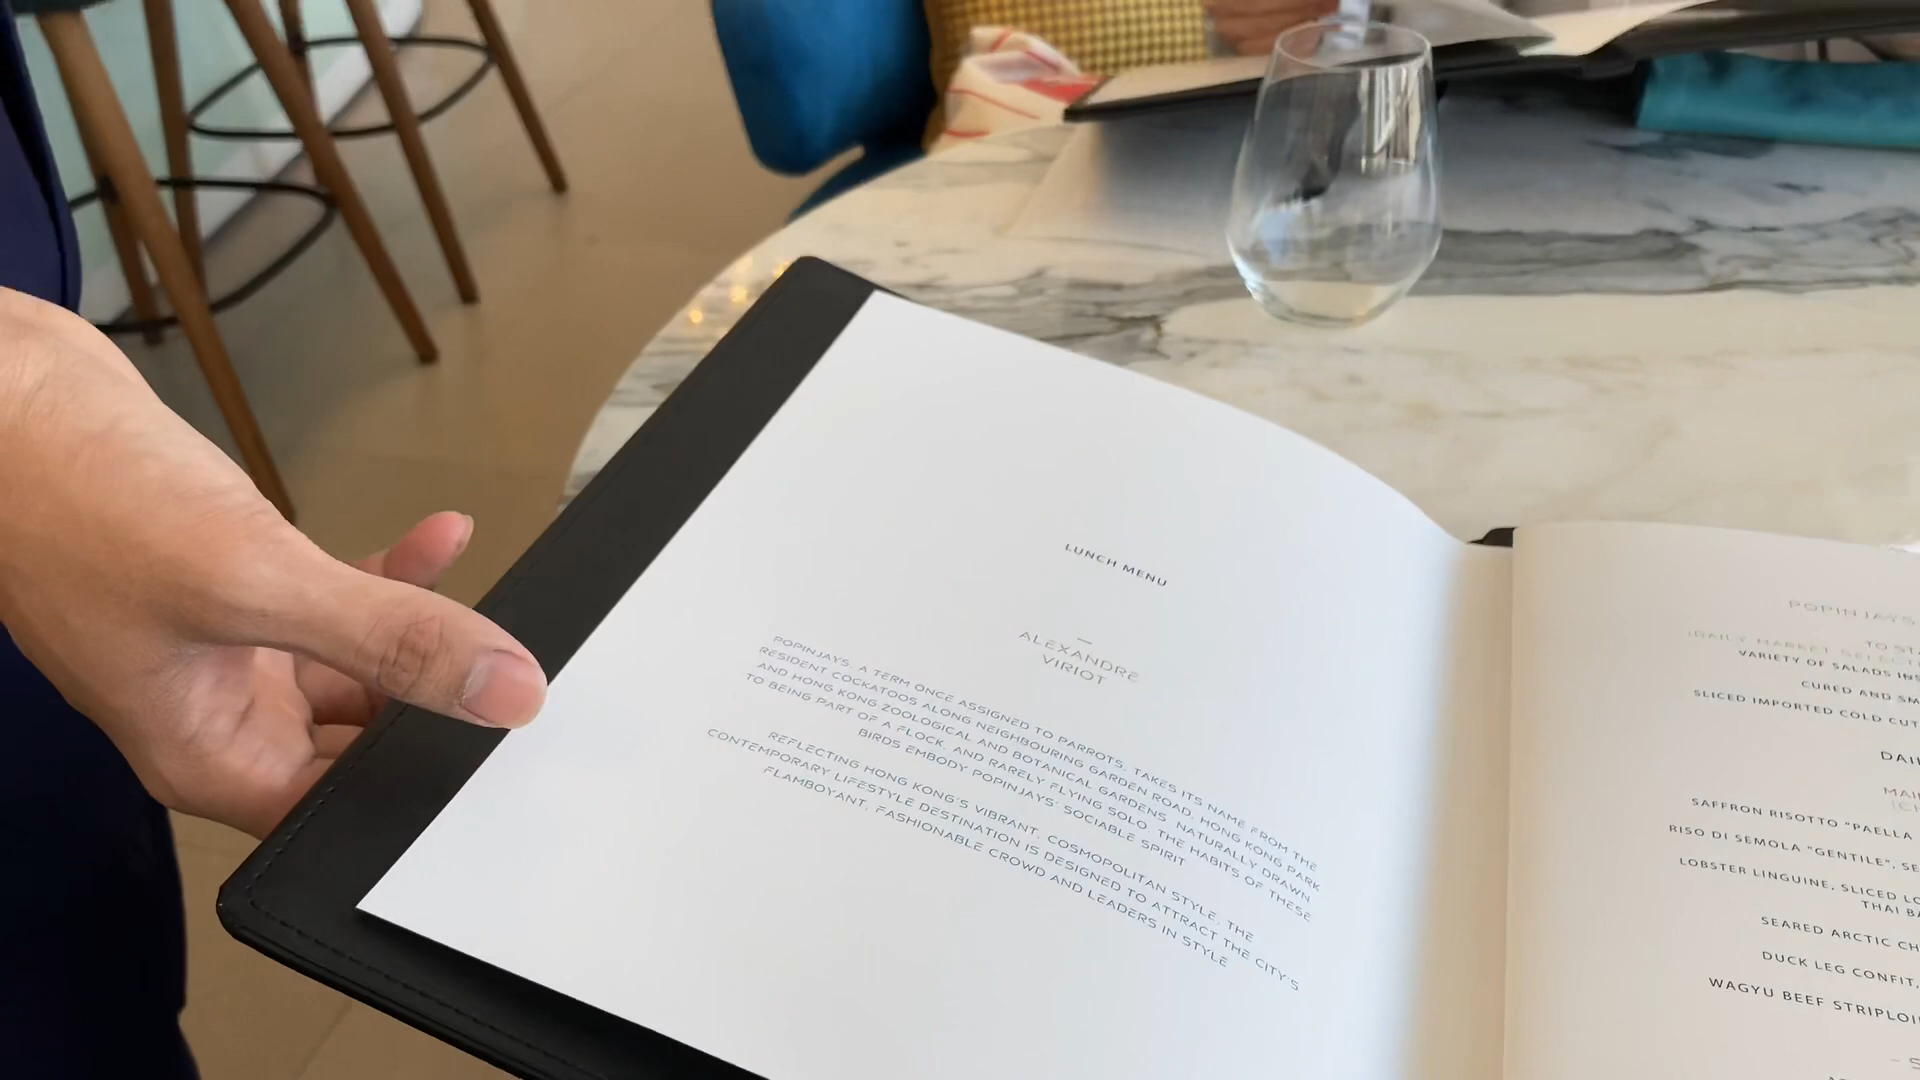 LUNCH MENU
—
ALEXANDRE
VIRIOT
POPINJAYS, A TERM ONCE ASSIGNED TO PARROTS, TAKES ITS NAME FROM THE
RESIDENT COCKATOOS ALONG NEIGHBOURING GARDEN ROAD, HONG KONG PARK
AND HONG KONG ZOOLOGICAL AND BOTANICAL GARDENS. NATURALLY DRAWN
TO BEING PART OF A FLOCK, AND RARELY FLYING SOLO, THE HABITS OF THESE
BIRDS EMBODY POPINJAYS' SOCIABLE SPIRIT
REFLECTING HONG KONG'S VIBRANT, COSMOPOLITAN STYLE, THE
CONTEMPORARY LIFESTYLE DESTINATION IS DESIGNED TO ATTRACT THE CITY'S
FLAMBOYANT, FASHIONABLE CROWD AND LEADERS IN STYLE
POPINJAYS
TO
DAILY MARKET
VARIETY OF SALADS
CURED AND
SLICED IMPORTED COLD
SAFFRON RISOTTO "PAELLA
RISO DI SEMOLA "GENTILE",
LOBSTER LINGUINE, SLICED
THAI
SEARED ARCTIC
DUCK LEG CONFIT,
WAGYU BEEF